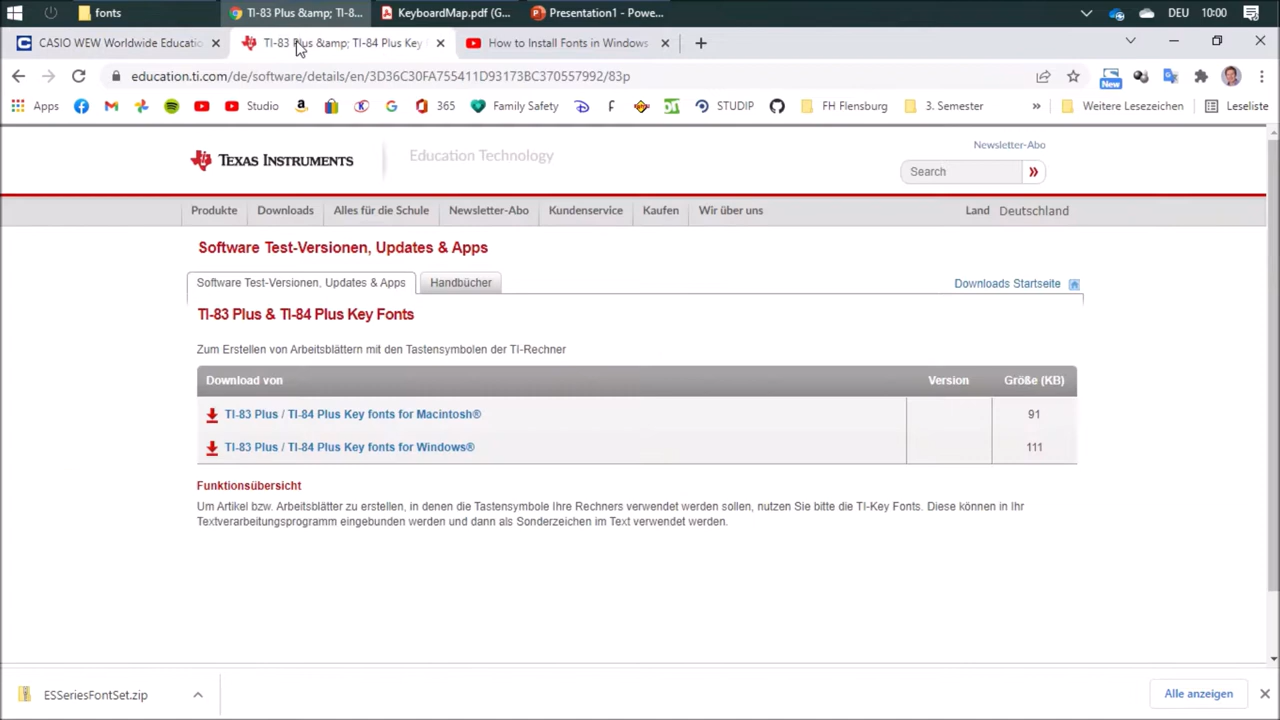 fonts
TI-83 Plus &amp; TI-8...
KeyboardMap.pdf (G...
Presentation1 - Powe...
DEU
10:00
CASIO WEW Worldwide Educatio
TI-83 Plus &amp; TI-84 Plus Key F
How to Install Fonts in Windows
education.ti.com/de/software/details/en/3D36C30FA755411D93173BC370557992/83p
New
Apps
Studio
365
Family Safety
STUDIP
FH Flensburg
3. Semester
»
Weitere Lesezeichen
Leseliste
TEXAS INSTRUMENTS
Education Technology
Newsletter-Abo
Search
Produkte
Downloads
Alles für die Schule
Newsletter-Abo
Kundenservice
Kaufen
Wir über uns
Land
Deutschland
Software Test-Versionen, Updates & Apps
Software Test-Versionen, Updates & Apps
Handbücher
Downloads Startseite
TI-83 Plus & TI-84 Plus Key Fonts
Zum Erstellen von Arbeitsblättern mit den Tastensymbolen der TI-Rechner
Download von
Version
Größe (KB)
TI-83 Plus / TI-84 Plus Key fonts for Macintosh®
91
TI-83 Plus / TI-84 Plus Key fonts for Windows®
111
Funktionsübersicht
Um Artikel bzw. Arbeitsblätter zu erstellen, in denen die Tastensymbole Ihre Rechners verwendet werden sollen, nutzen Sie bitte die TI-Key Fonts. Diese können in Ihr
Textverarbeitungsprogramm eingebunden werden und dann als Sonderzeichen im Text verwendet werden.
ESSeriesFontSet.zip
Alle anzeigen